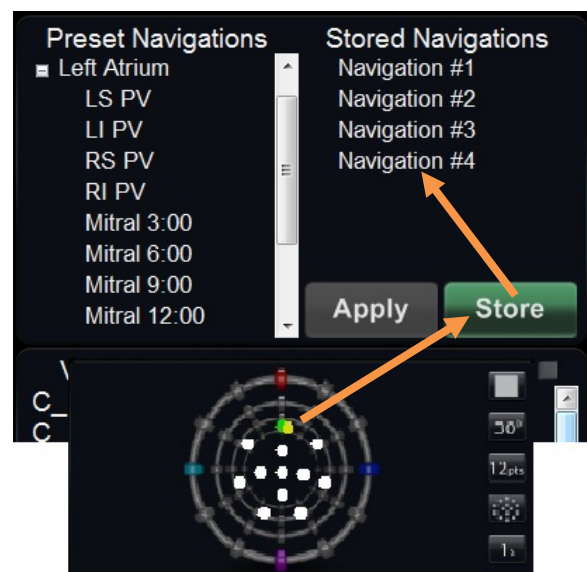 Preset Navigations
Left Atrium
LS PV
LI PV
RS PV
RI PV
Mitral 3:00
Mitral 6:00
Mitral 9:00
Mitral 12:00
Stored Navigations
Navigation #1
Navigation #2
Navigation #3
Navigation #4
Apply
Store
C_
C
12pts